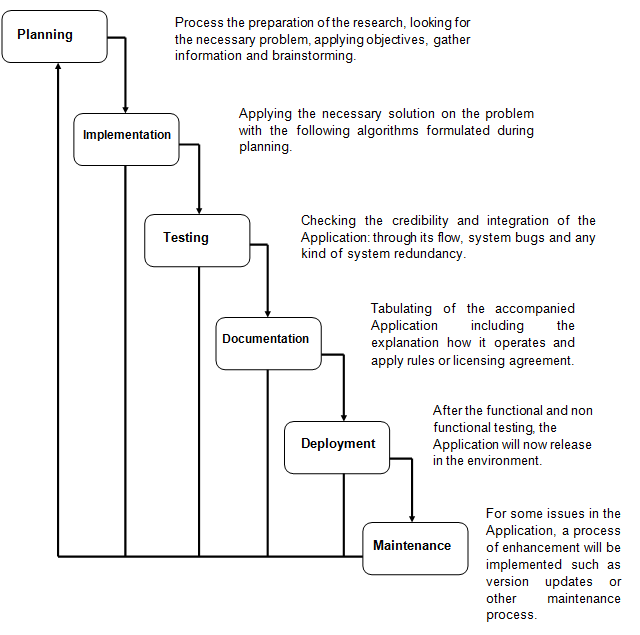 Planning
Process the preparation of the research, looking for
the necessary problem, applying objectives, gather
information and brainstorming.
Implementation
Applying the necessary solution on the problem
with the following algorithms formulated during
planning.
Testing
Checking the credibility and integration of the
Application: through its flow, system bugs and any
kind of system redundancy.
Documentation
Tabulating of the accompanied
Application including the
explanation how it operates and
apply rules or licensing agreement.
Deployment
After the functional and non
functional testing, the
Application will now release
in the environment.
Maintenance
For some issues in the
Application, a process
of enhancement will be
implemented such as
version updates or
other maintenance
process.